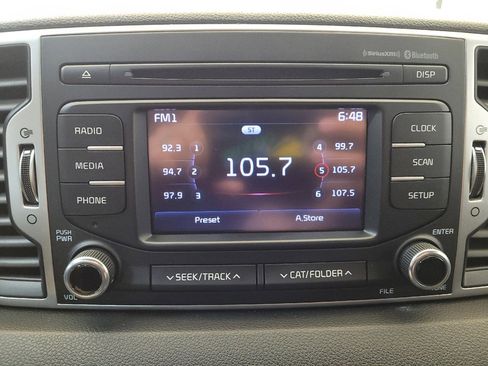 SiriusXM Bluetooth
DISP
FM1 6:48
ST
RADIO CLOCK
92.3 1 4 99.7
MEDIA 94.7 2 105.7 5 105.7 SCAN
97.9 3 6 107.5
PHONE SETUP
Preset A.Store
PUSH PWR ENTER
SEEK/TRACK CAT/FOLDER
VOL FILE TUNE